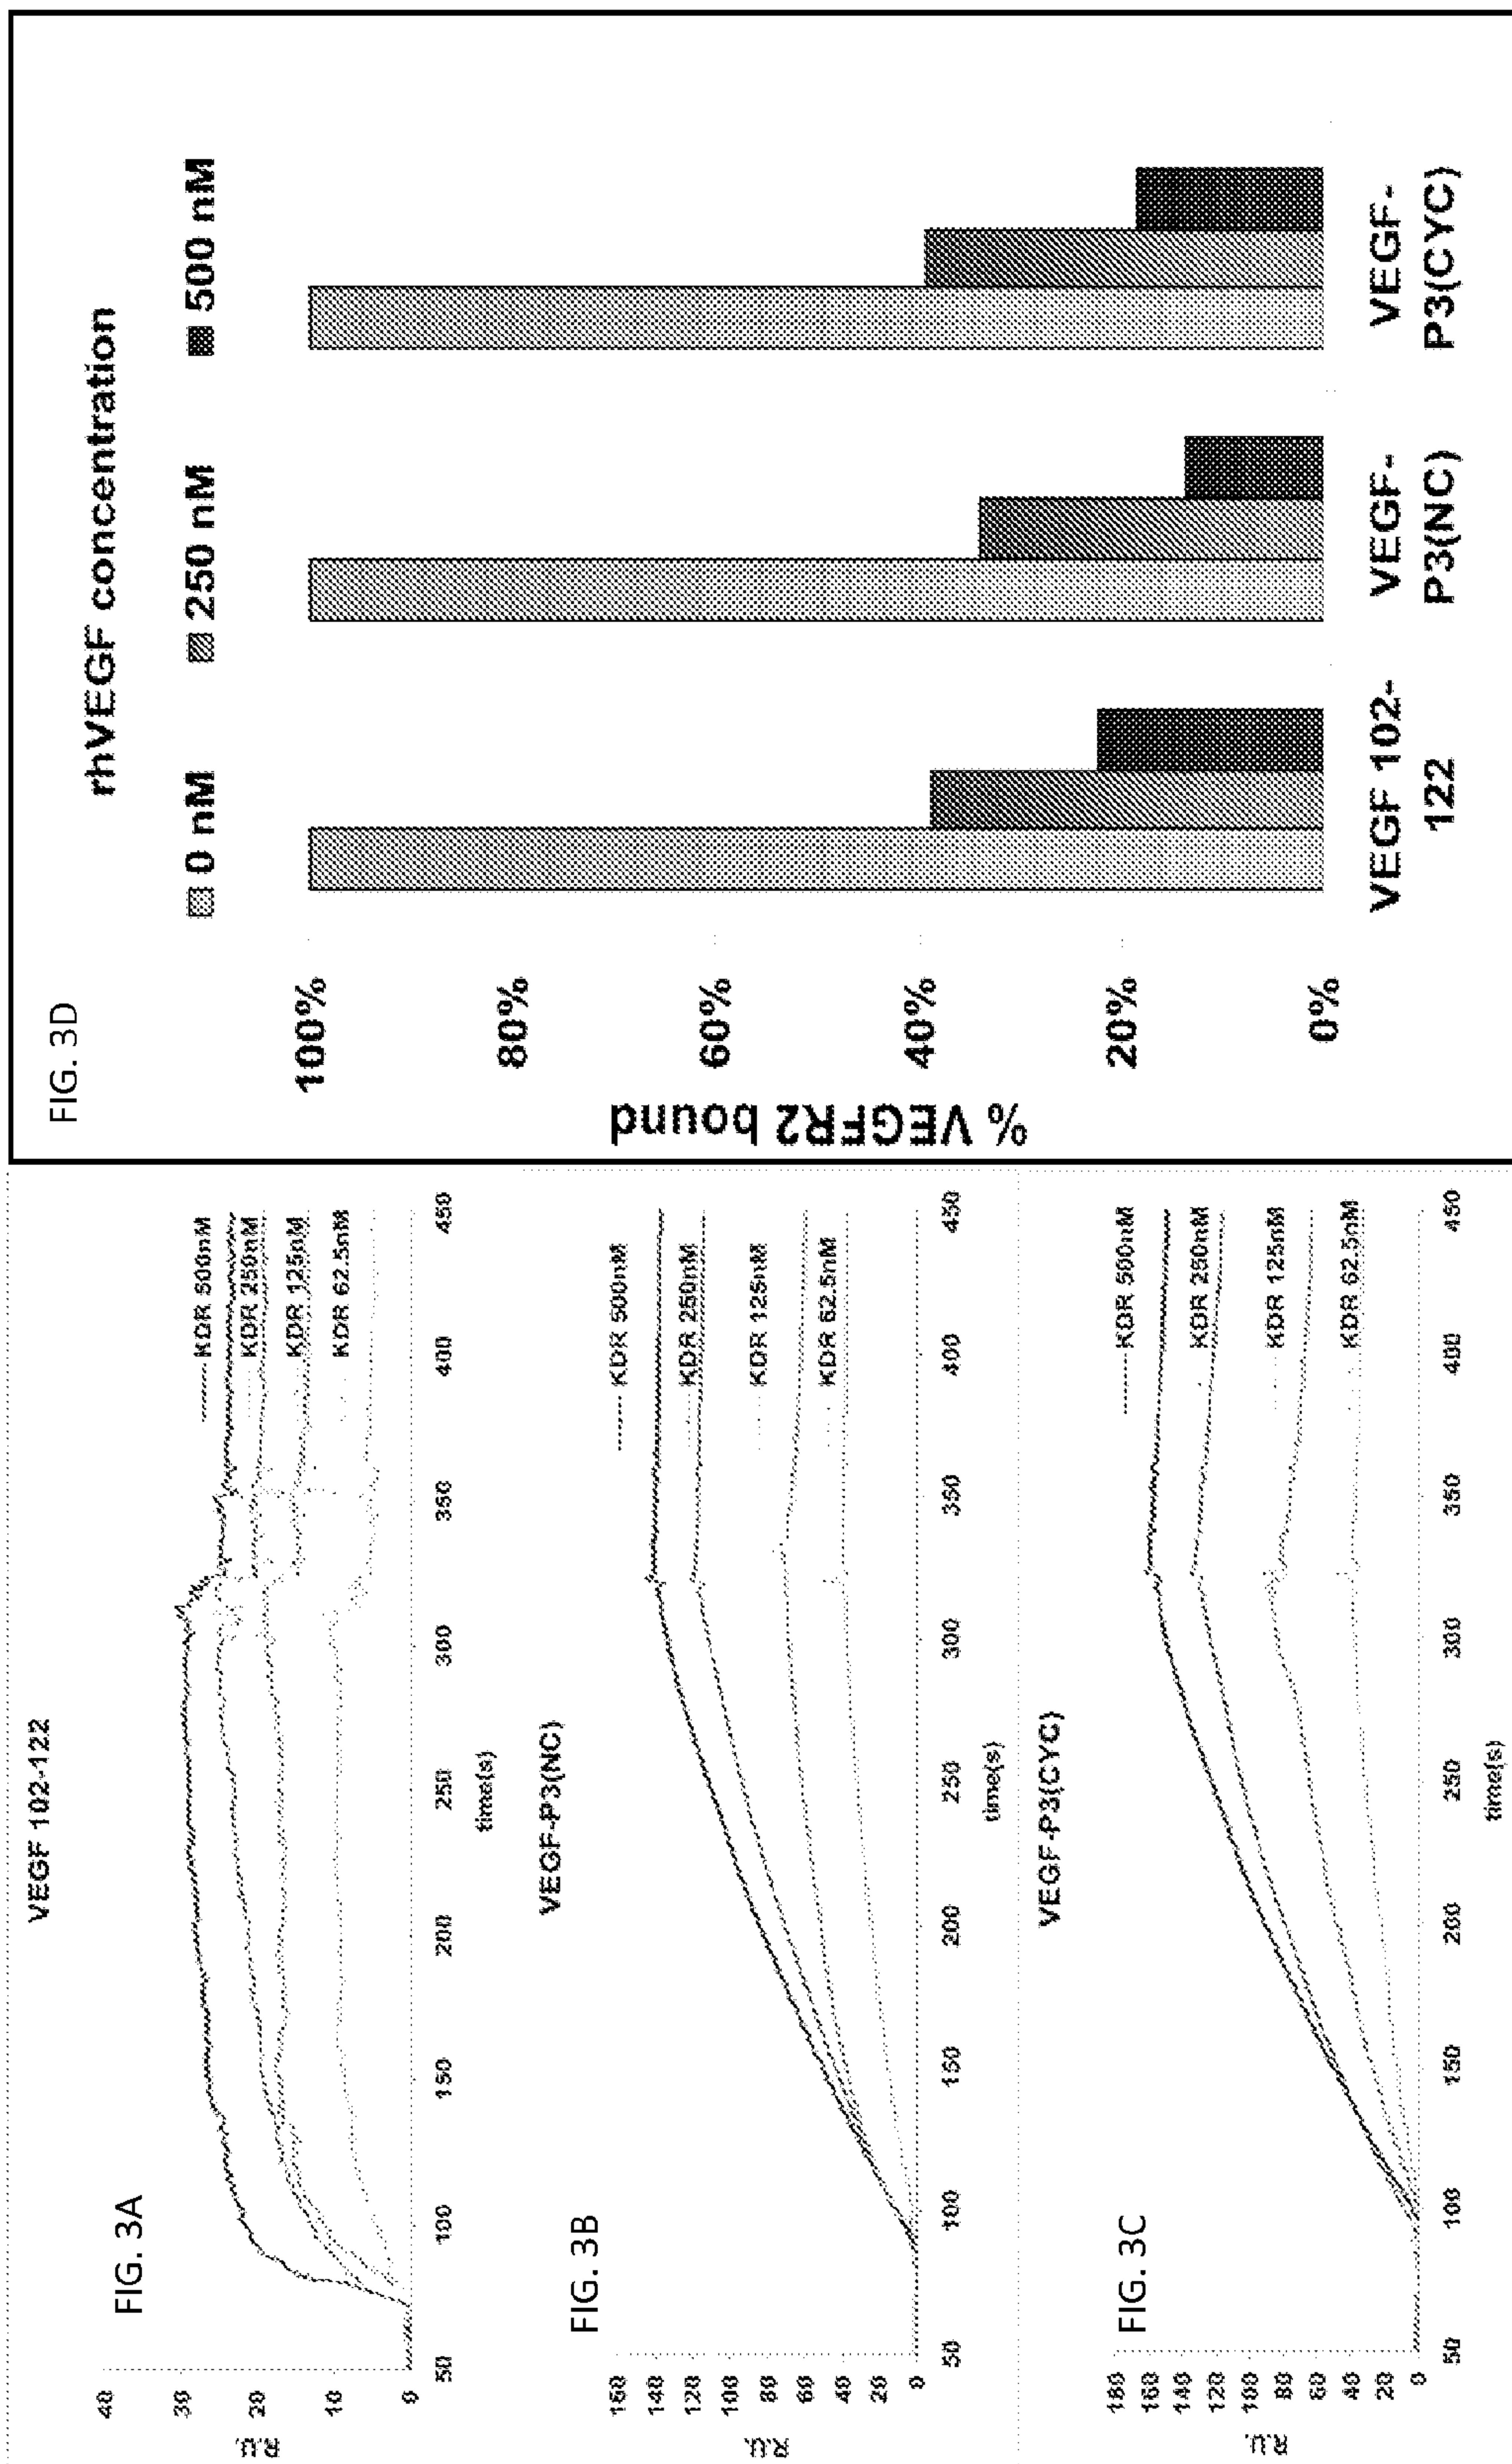 VEGF 102-122
FIG. 3A
R.U.
40
30
20
10
0
50 100 150 200 250 300 350 400 450
time(s)
KDR 500nM
KDR 250nM
KDR 125nM
KDR 62.5nM
VEGF-P3(NC)
FIG. 3B
R.U.
160
140
120
100
80
60
40
20
0
50 100 150 200 250 300 350 400 450
time(s)
KDR 500nM
KDR 250nM
KDR 125nM
KDR 62.5nM
VEGF-P3(CYC)
FIG. 3C
R.U.
180
160
140
120
100
80
60
40
20
0
50 100 150 200 250 300 350 400 450
time(s)
KDR 500nM
KDR 250nM
KDR 125nM
KDR 62.5nM
FIG. 3D
rhVEGF concentration
0 nM 250 nM 500 nM
% VEGFR2 bound
100%
80%
60%
40%
20%
0%
VEGF 102-
122
VEGF-
P3(NC)
VEGF-
P3(CYC)